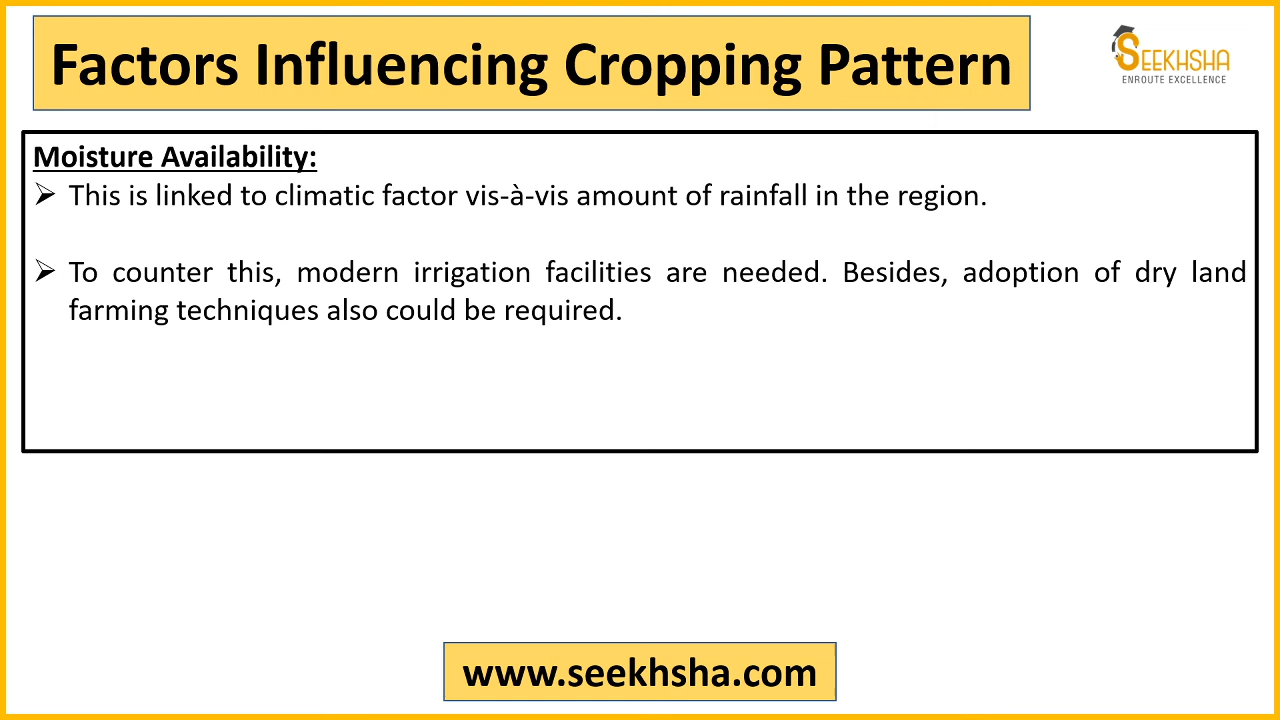 Factors Influencing Cropping Pattern
SEEKHSHA
ENROUTE EXCELLENCE
Moisture Availability:
➢ This is linked to climatic factor vis-à-vis amount of rainfall in the region.
➢ To counter this, modern irrigation facilities are needed. Besides, adoption of dry land
farming techniques also could be required.
www.seekhsha.com